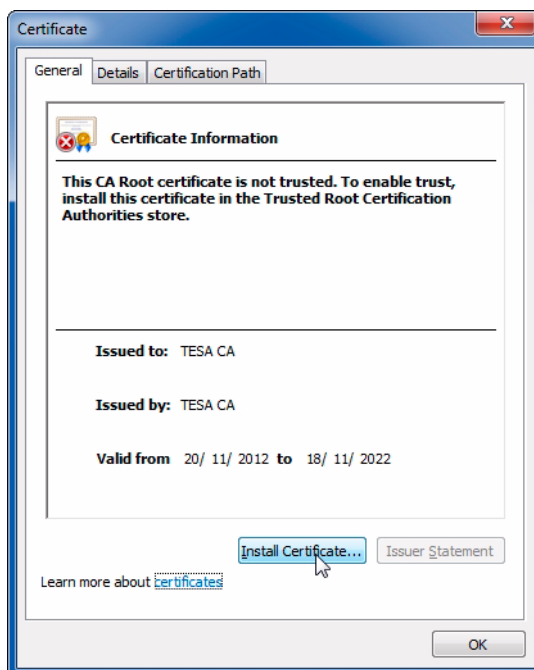 Certificate
General Details Certification Path
Certificate Information
This CA Root certificate is not trusted. To enable trust,
install this certificate in the Trusted Root Certification
Authorities store.
Issued to: TESA CA
Issued by: TESA CA
Valid from 20/ 11/ 2012 to 18/ 11/ 2022
Install Certificate... Issuer Statement
Learn more about certificates
OK